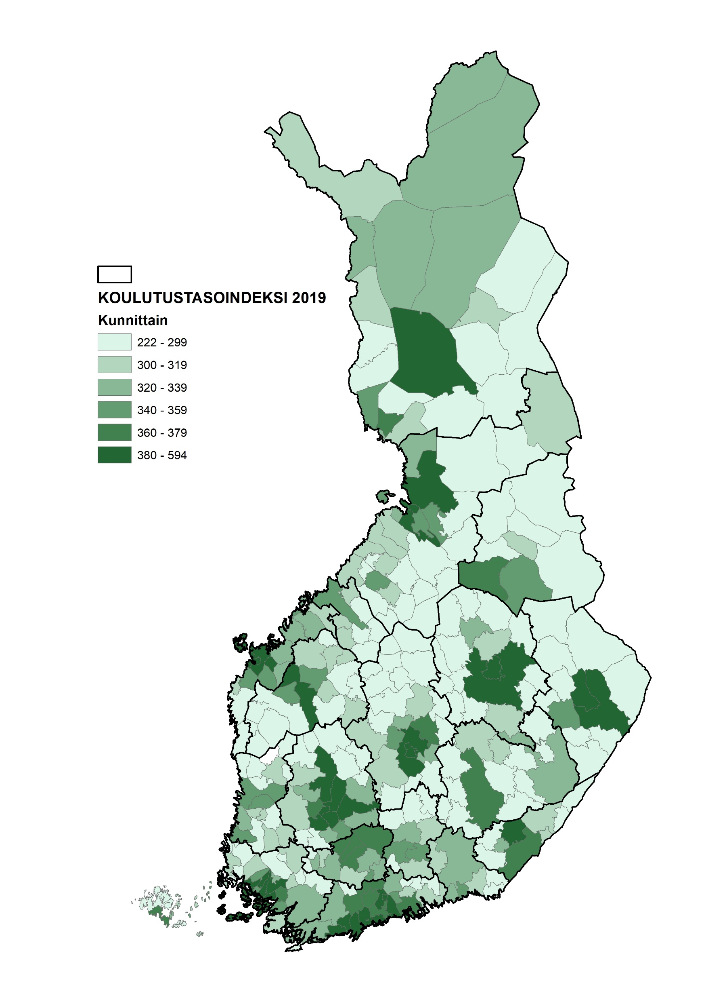 KOULUTUSTASOINDEKSI 2019
Kunnittain
222 - 299
300 - 319
320 - 339
340 - 359
360 - 379
380 - 594